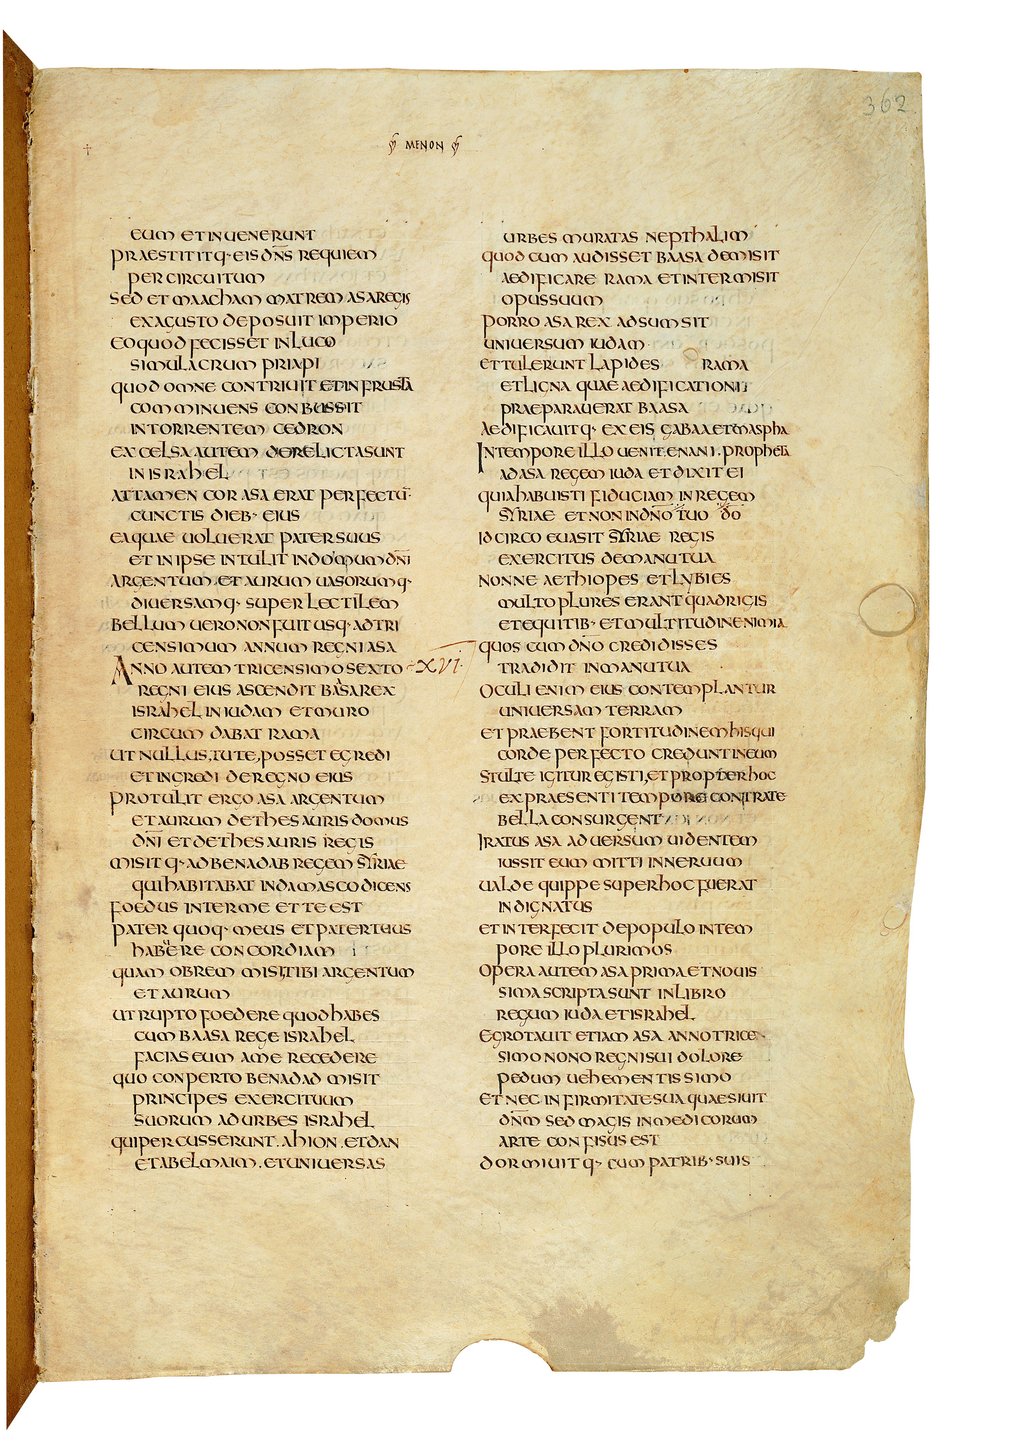 362
MENON
EUM ET INUENERUNT
PRAESTITITQ· EIS DN̄S REQUIEM
PER CIRCUITUM
SED ET MAACHAM MATREM ASA REGIS
EX AGUSTO DEPOSUIT IMPERIO
EO QUOD FECISSET IN LUCO
SIMULACRUM PRIAPI
QUOD OMNE CONTRIUIT ET IN FRUSTA
COMMINUENS CONBUSSIT
IN TORRENTEM CEDRON
EXCELSA AUTEM DERELICTA SUNT
IN ISRAHEL
ATTAMEN COR ASA ERAT PERFECTŪ·
CUNCTIS DIEB· EIUS
EAQUAE UOLUERAT PATER SUUS
ET IN IPSE INTULIT IN DOMUM DN̄I
ARGENTUM· ET AURUM UASORUMQ·
DIUERSAMQ· SUPERLECTILEM
BELLUM UERO NON FUIT USQ· AD TRI
CENSIMUM ANNUM REGNI ASA
ANNO AUTEM TRICENSIMO SEXTO XVI·
REGNI EIUS ASCENDIT BAASA REX
ISRAHEL IN IUDAM ET MURO
CIRCUMDABAT RAMA
UT NULLUS, TUTE, POSSET EGREDI
ET INGREDI DE REGNO EIUS
PROTULIT ERGO ASA ARGENTUM
ET AURUM DE THESAURIS DOMUS
DN̄I ET DE THESAURIS REGIS
MISITQ· AD BENADAB REGEM SYRIAE
QUI HABITABAT IN DAMASCO DICENS
FOEDUS INTER ME ET TE EST
PATER QUOQ· MEUS ET PATER TUUS
HABUERE CONCORDIAM
QUAM OBREM MISI TIBI ARGENTUM
ET AURUM
UT RUPTO FOEDERE QUOD HABES
CUM BAASA REGE ISRAHEL
FACIAS EUM A ME RECEDERE
QUO CONPERTO BENADAD MISIT
PRINCIPES EXERCITUUM
SUORUM AD URBES ISRAHEL
QUI PERCUSSERUNT· AHION· ET DAN
ET ABELMAIM· ET UNIUERSAS
URBES MURATAS NEPTHALIM
QUOD CUM AUDISSET BAASA DEMISIT
AEDIFICARE RAMA ET INTERMISIT
OPUS SUUM
PORRO ASA REX ADSUMSIT
UNIUERSUM IUDAM
ET TULERUNT LAPIDES RAMA
ET LIGNA QUAE AEDIFICATIONI
PRAEPARAUERAT BAASA
AEDIFICAUITQ· EX EIS GABAA ET MASPHA
IN TEMPORE ILLO UENIT ENANI· PROPHETA
AD ASA REGEM IUDA ET DIXIT EI
QUIA HABUISTI FIDUCIAM IN REGEM
SYRIAE ET NON IN DN̄O TUO D̄O
IDCIRCO EUASIT SYRIAE REGIS
EXERCITUS DE MANU TUA
NONNE AETHIOPES ET LYBIES
MULTO PLURES ERANT QUADRIGIS
ET EQUITIB· ET MULTITUDINE NIMIA
QUOS CUM DN̄O CREDIDISSES
TRADIDIT IN MANU TUA
OCULI ENIM EIUS CONTEMPLANTUR
UNIUERSAM TERRAM
ET PRAEBENT FORTITUDINEM HIS QUI
CORDE PERFECTO CREDUNT IN EUM
STULTE IGITUR EGISTI, ET PROPTER HOC
EX PRAESENTI TEMPORE CONTRA TE
BELLA CONSURGENT
IRATUS ASA ADUERSUM UIDENTEM
IUSSIT EUM MITTI IN NERUUM
UALDE QUIPPE SUPER HOC FUERAT
INDIGNATUS
ET INTERFECIT DE POPULO IN TEM
PORE ILLO PLURIMOS
OPERA AUTEM ASA PRIMA ET NOUIS
SIMA SCRIPTA SUNT IN LIBRO
REGUM IUDA ET ISRAHEL
EGROTAUIT ETIAM ASA ANNO TRICE
SIMO NONO REGNI SUI DOLORE
PEDUM UEHEMENTISSIMO
ET NEC IN FIRMITATE SUA QUAESIUIT
DN̄M SED MAGIS IN MEDICORUM
ARTE CONFISUS EST
DORMIUITQ· CUM PATRIB· SUIS